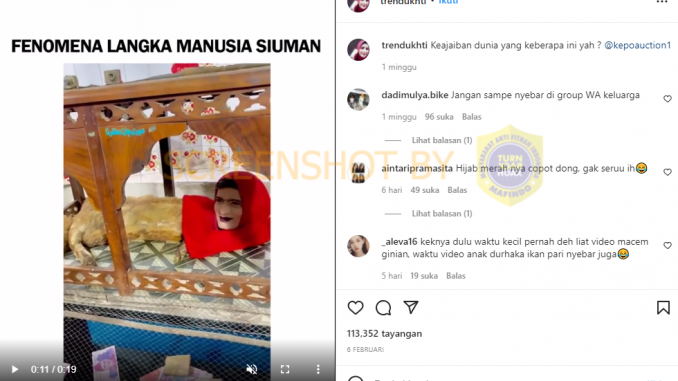 trendukhti • Ikuti
FENOMENA LANGKA MANUSIA SIUMAN
trendukhti Keajaiban dunia yang keberapa ini yah ? @kepoauction1
1 minggu
dadimulya.bike Jangan sampe nyebar di group WA keluarga
1 minggu 96 suka Balas
Lihat balasan (1)
SCREENSHOT BY
TURN BACK HOAX
MAFINDO
aintaripramasita Hijab merah nya copot dong, gak seruu ih😂
6 hari 49 suka Balas
Lihat balasan (1)
_aleva16 keknya dulu waktu kecil pernah deh liat video macem
ginian, waktu video anak durhaka ikan pari nyebar juga😂
5 hari 19 suka Balas
113,352 tayangan
6 FEBRUARI
0:11 / 0:19